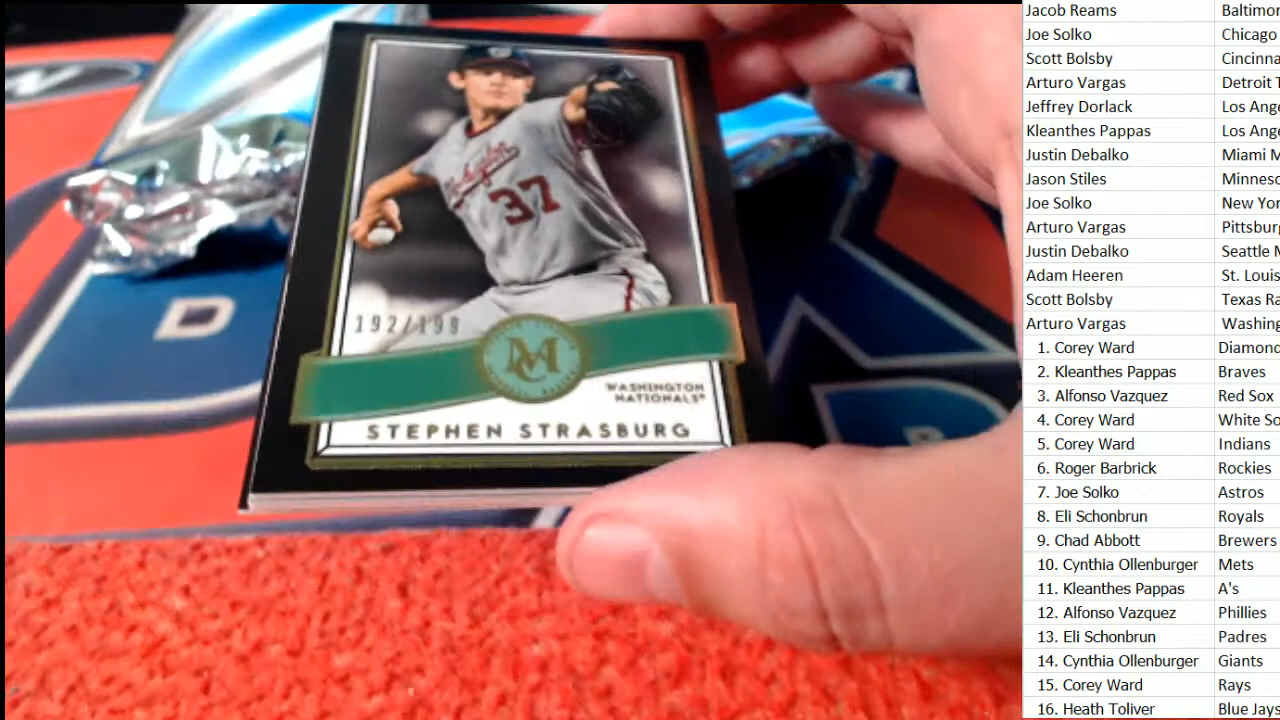 Washington
37
192/199
M
WASHINGTON
NATIONALS
STEPHEN STRASBURG
D
Jacob Reams Baltimor
Joe Solko Chicago
Scott Bolsby Cincinna
Arturo Vargas Detroit T
Jeffrey Dorlack Los Ang
Kleanthes Pappas Los Ang
Justin Debalko Miami M
Jason Stiles Minneso
Joe Solko New Yor
Arturo Vargas Pittsburg
Justin Debalko Seattle M
Adam Heeren St. Louis
Scott Bolsby Texas Ra
Arturo Vargas Washing
1. Corey Ward Diamond
2. Kleanthes Pappas Braves
3. Alfonso Vazquez Red Sox
4. Corey Ward White So
5. Corey Ward Indians
6. Roger Barbrick Rockies
7. Joe Solko Astros
8. Eli Schonbrun Royals
9. Chad Abbott Brewers
10. Cynthia Ollenburger Mets
11. Kleanthes Pappas A's
12. Alfonso Vazquez Phillies
13. Eli Schonbrun Padres
14. Cynthia Ollenburger Giants
15. Corey Ward Rays
16. Heath Toliver Blue Jays